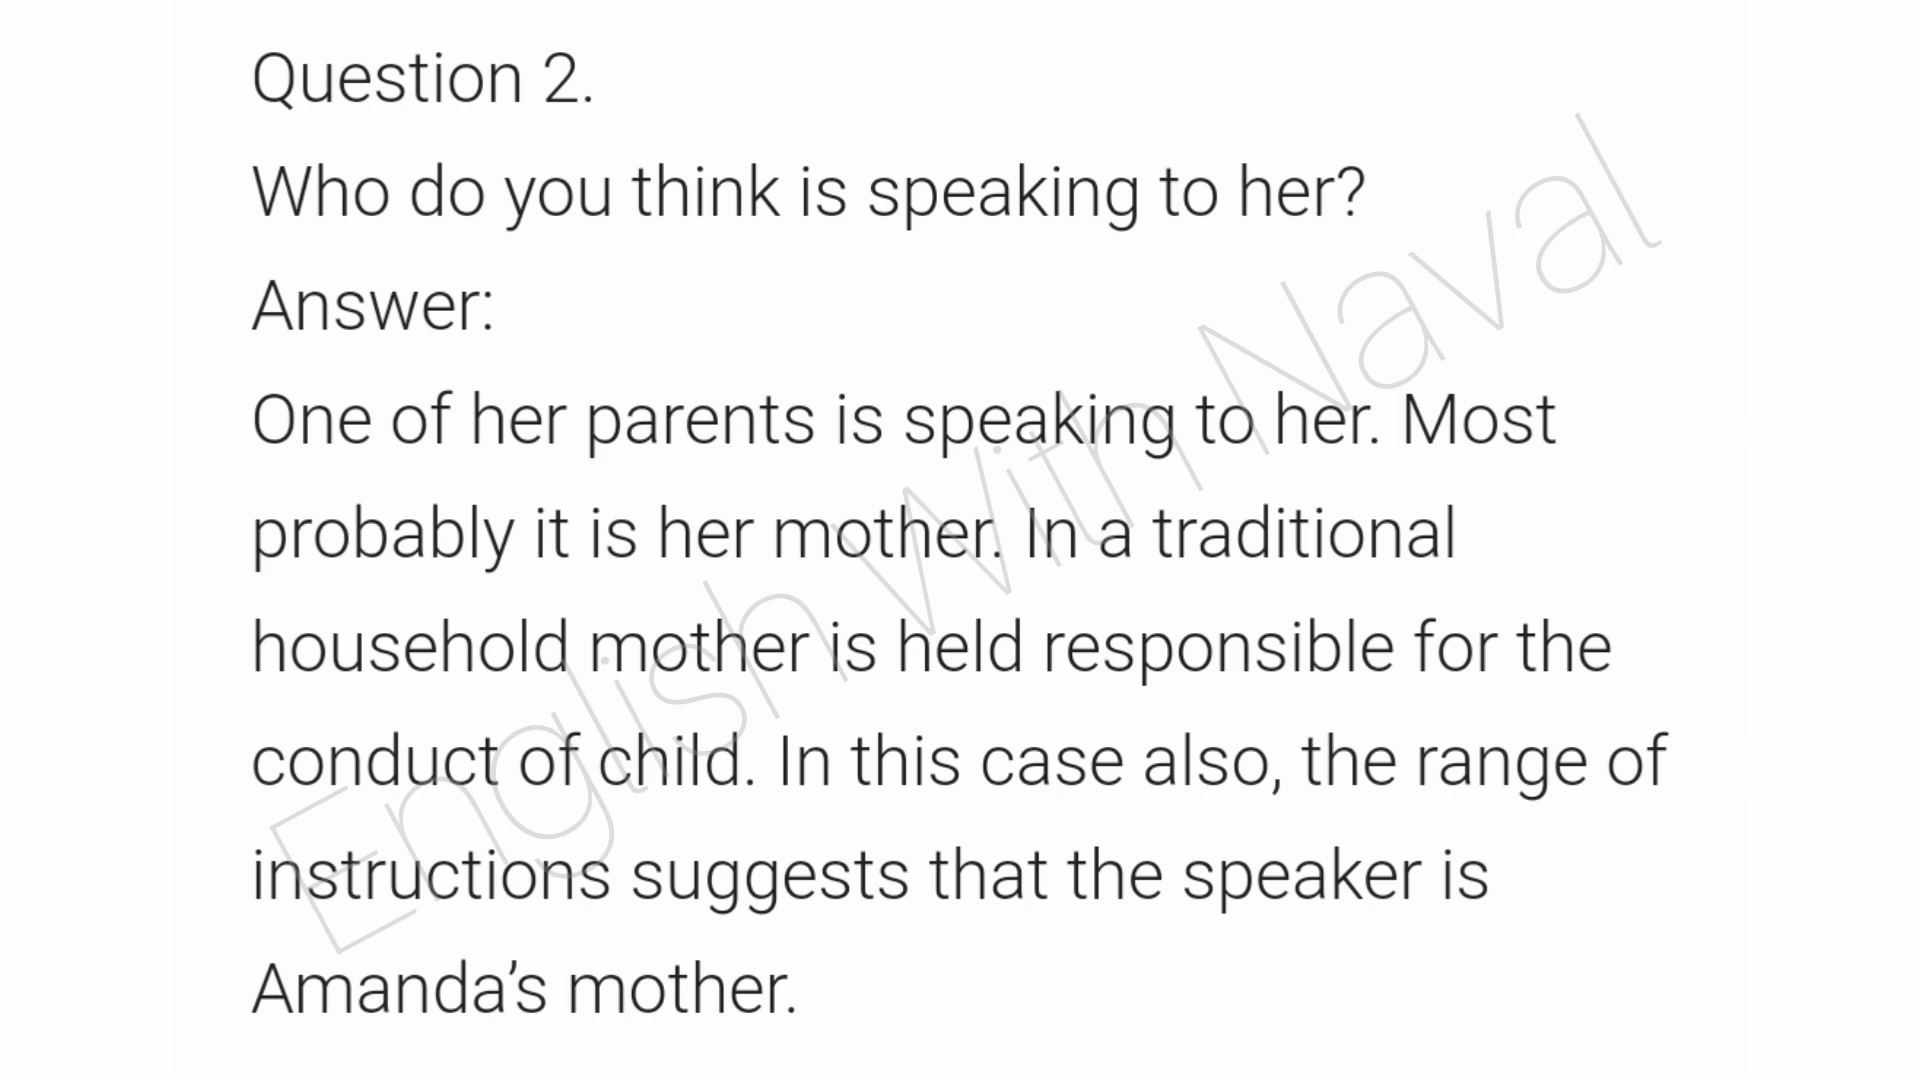 Question 2.
Who do you think is speaking to her?
Answer:
One of her parents is speaking to her. Most
probably it is her mother. In a traditional
household mother is held responsible for the
conduct of child. In this case also, the range of
instructions suggests that the speaker is
Amanda’s mother.
English With Naval